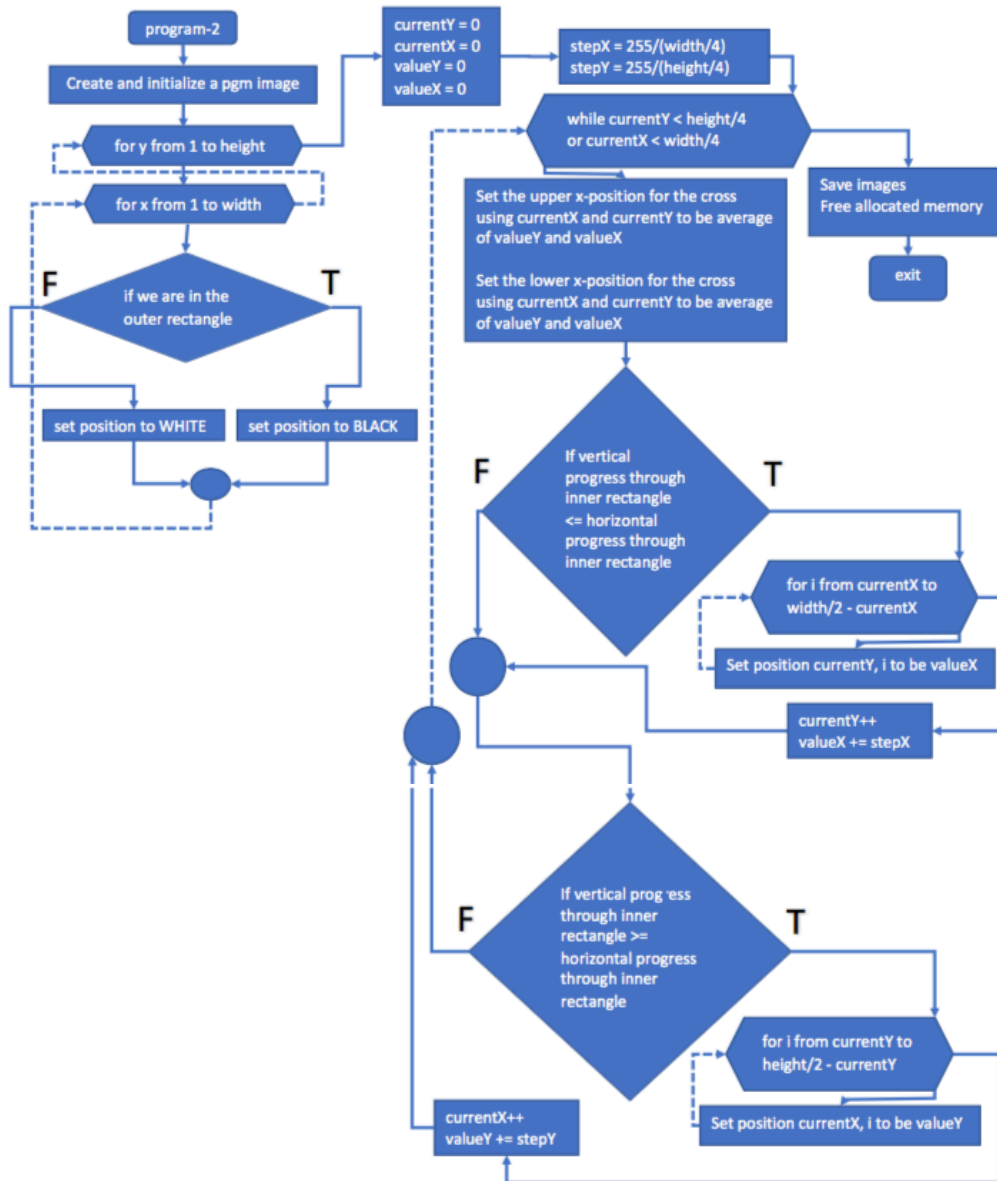 program-2
Create and initialize a pgm image
for y from 1 to height
for x from 1 to width
F
T
if we are in the
outer rectangle
set position to WHITE
set position to BLACK
currentY = 0
currentX = 0
valueY = 0
valueX = 0
stepX = 255/(width/4)
stepY = 255/(height/4)
while currentY < height/4
or currentX < width/4
Save images
Free allocated memory
exit
Set the upper x-position for the cross
using currentX and currentY to be average
of valueY and valueX
Set the lower x-position for the cross
using currentX and currentY to be average
of valueY and valueX
F
T
If vertical
progress through
inner rectangle
<= horizontal
progress through
inner rectangle
for i from currentX to
width/2 - currentX
Set position currentY, i to be valueX
currentY++
valueX += stepX
F
T
If vertical progress
through inner
rectangle >=
horizontal progress
through inner
rectangle
for i from currentY to
height/2 - currentY
Set position currentX, i to be valueY
currentX++
valueY += stepY